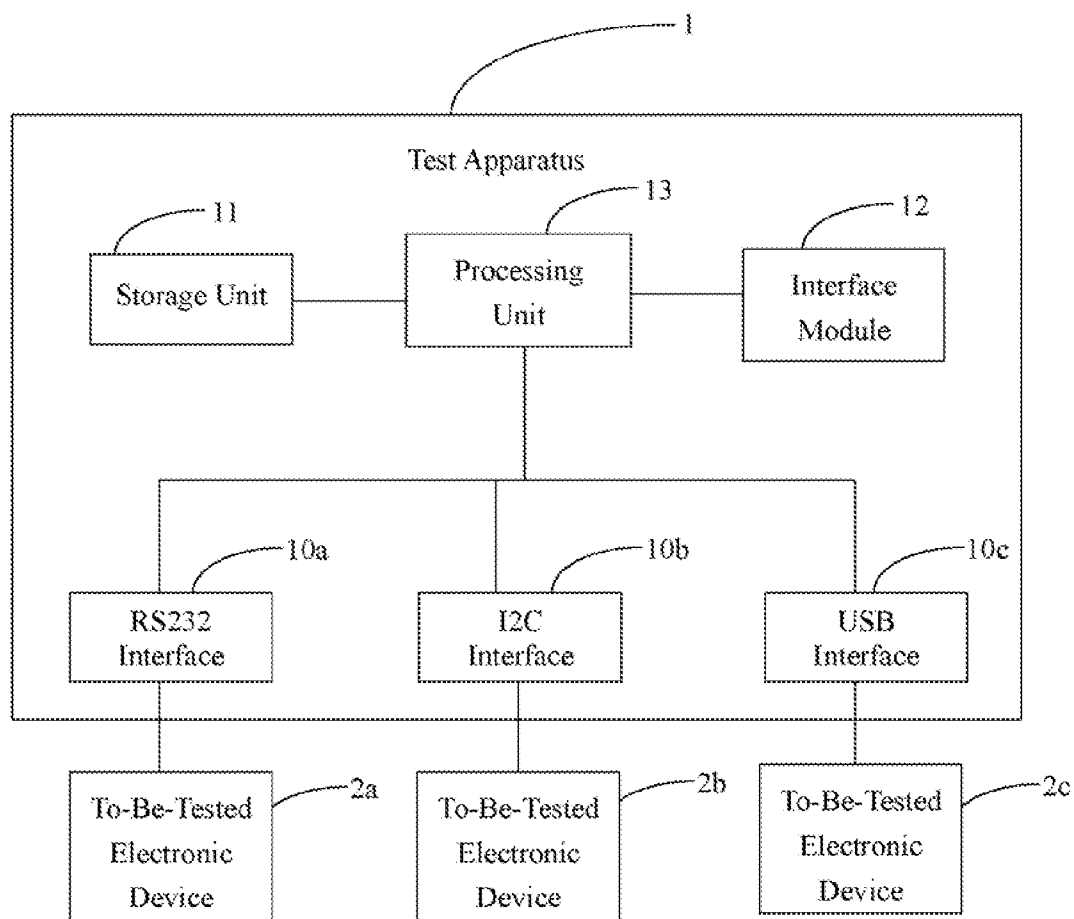 1
Test Apparatus
11
13
12
Storage Unit
Processing
Unit
Interface
Module
10a
10b
10c
RS232
Interface
I2C
Interface
USB
Interface
2a
2b
2c
To-Be-Tested
Electronic
Device
To-Be-Tested
Electronic
Device
To-Be-Tested
Electronic
Device